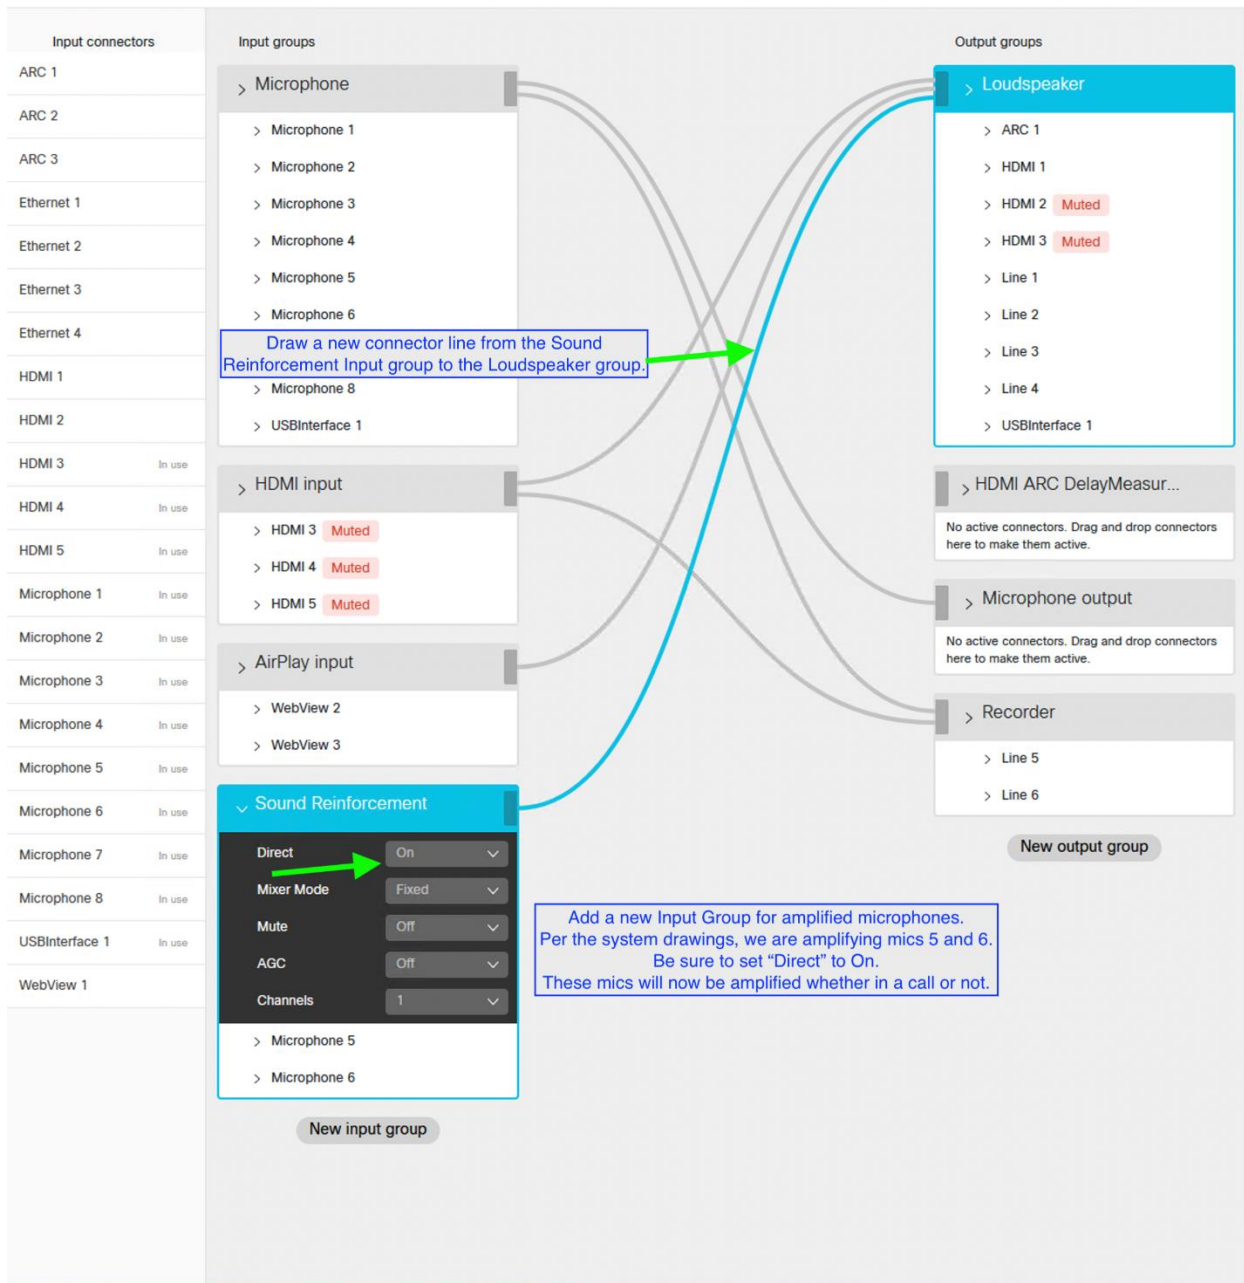 Input connectors
ARC 1
ARC 2
ARC 3
Ethernet 1
Ethernet 2
Ethernet 3
Ethernet 4
HDMI 1
HDMI 2
HDMI 3 In use
HDMI 4 In use
HDMI 5 In use
Microphone 1 In use
Microphone 2 In use
Microphone 3 In use
Microphone 4 In use
Microphone 5 In use
Microphone 6 In use
Microphone 7 In use
Microphone 8 In use
USBInterface 1 In use
WebView 1
Input groups
Microphone
Microphone 1
Microphone 2
Microphone 3
Microphone 4
Microphone 5
Microphone 6
Draw a new connector line from the Sound
Reinforcement Input group to the Loudspeaker group.
Microphone 8
USBInterface 1
HDMI input
HDMI 3 Muted
HDMI 4 Muted
HDMI 5 Muted
AirPlay input
WebView 2
WebView 3
Sound Reinforcement
Direct On
Mixer Mode Fixed
Mute Off
AGC Off
Channels 1
Microphone 5
Microphone 6
New input group
Add a new Input Group for amplified microphones.
Per the system drawings, we are amplifying mics 5 and 6.
Be sure to set “Direct” to On.
These mics will now be amplified whether in a call or not.
Output groups
Loudspeaker
ARC 1
HDMI 1
HDMI 2 Muted
HDMI 3 Muted
Line 1
Line 2
Line 3
Line 4
USBInterface 1
HDMI ARC DelayMeasur...
No active connectors. Drag and drop connectors
here to make them active.
Microphone output
No active connectors. Drag and drop connectors
here to make them active.
Recorder
Line 5
Line 6
New output group